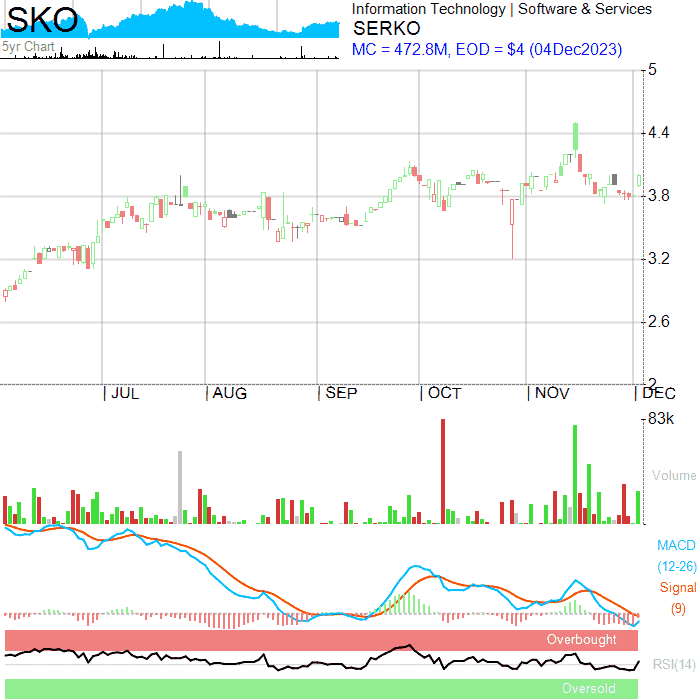 SKO
5yr Chart
Information Technology | Software & Services
SERKO
MC = 472.8M, EOD = $4 (04Dec2023)
5
4.4
3.8
3.2
2.6
2
JUL AUG SEP OCT NOV DEC
83k
Volume
MACD
(12-26)
Signal
(9)
Overbought
RSI(14)
Oversold